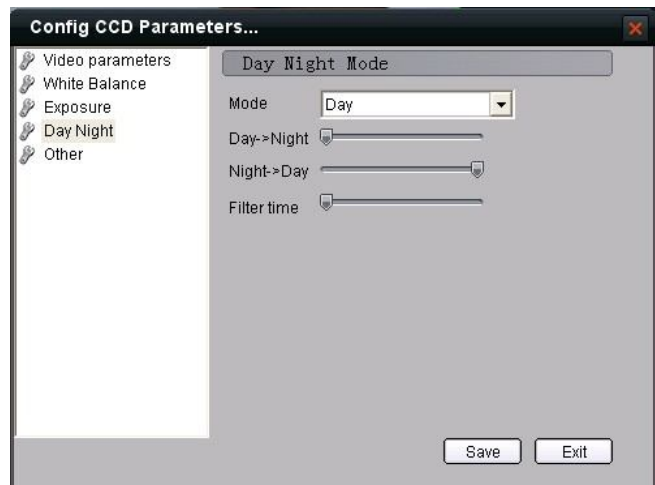 Config CCD Parameters...
Video parameters
White Balance
Exposure
Day Night
Other
Day Night Mode
Mode
Day
Day->Night
Night->Day
Filter time
Save
Exit